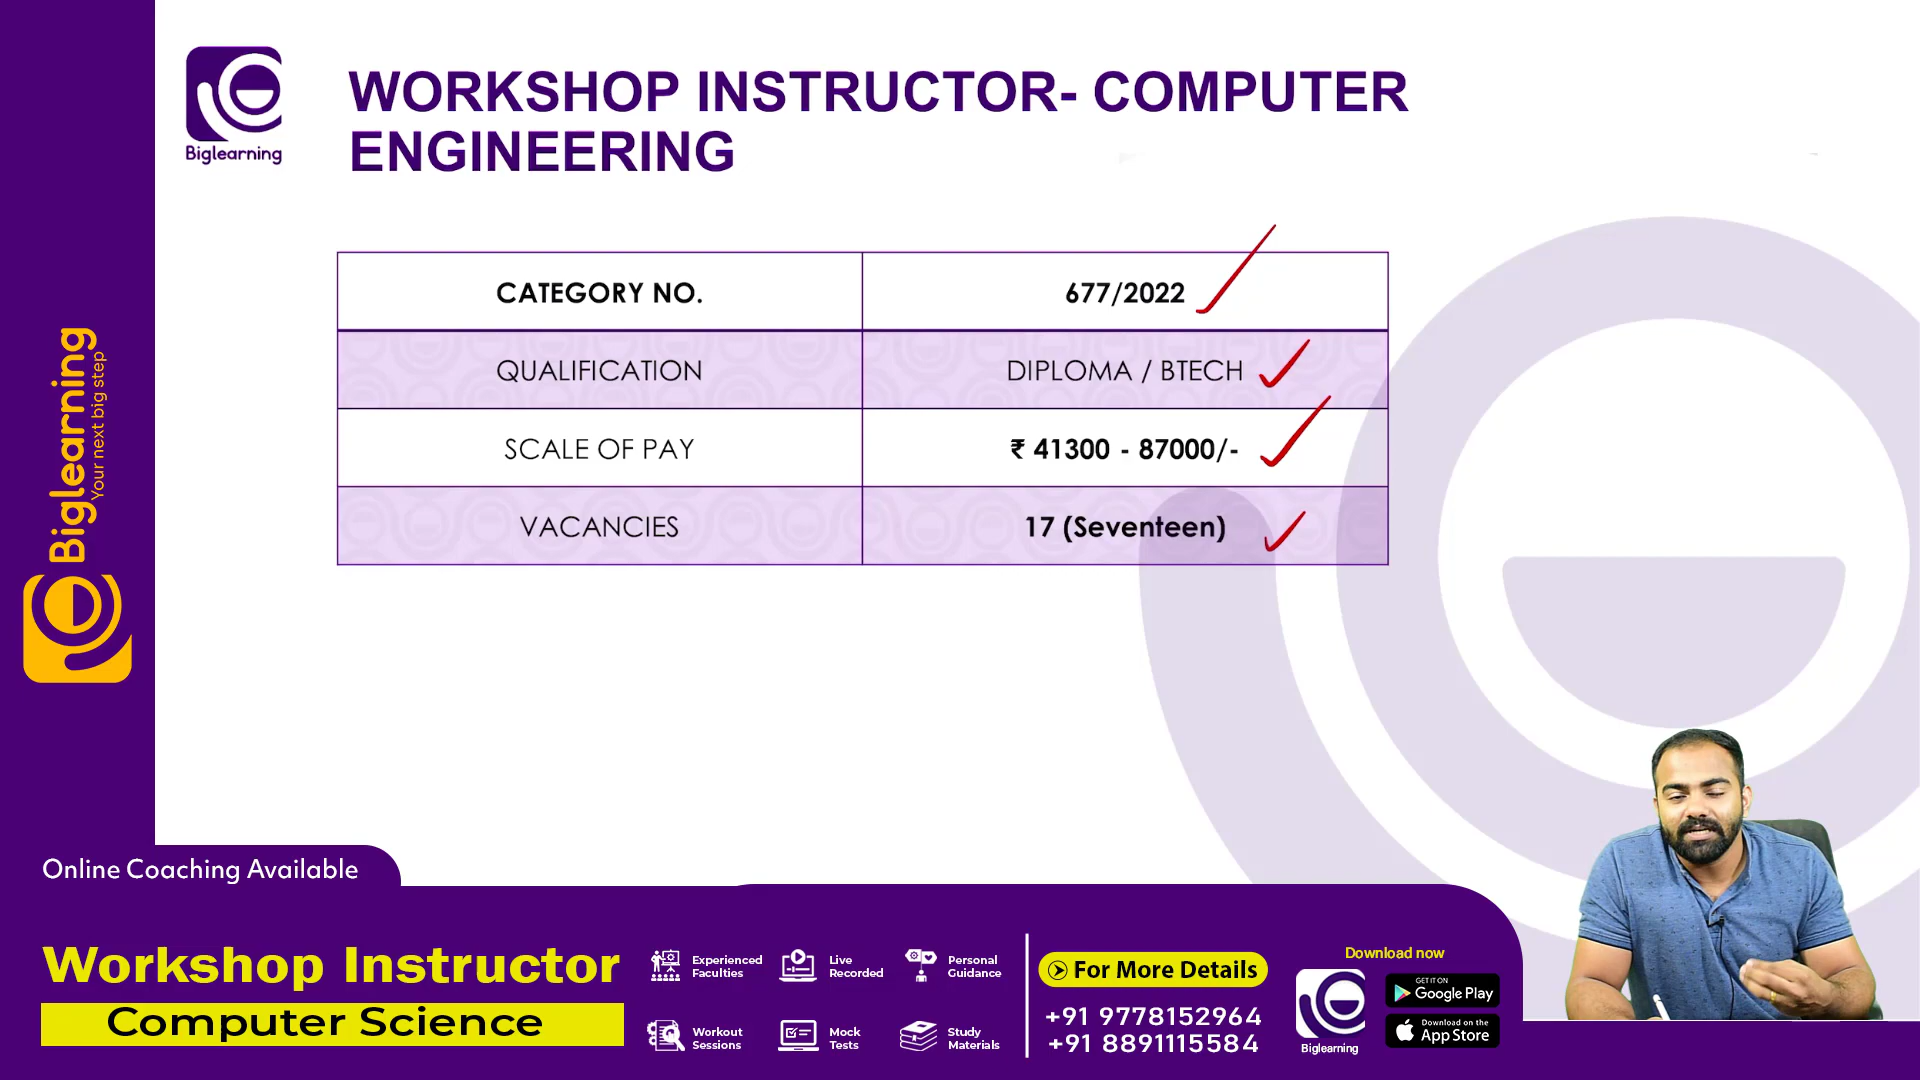 Biglearning
WORKSHOP INSTRUCTOR- COMPUTER
ENGINEERING
CATEGORY NO. 677/2022
QUALIFICATION DIPLOMA / BTECH
SCALE OF PAY ₹ 41300 - 87000/-
VACANCIES 17 (Seventeen)
Biglearning
Your next big step
Online Coaching Available
Workshop Instructor
Computer Science
Experienced
Faculties
Live
Recorded
Personal
Guidance
Workout
Sessions
Mock
Tests
Study
Materials
For More Details
+91 9778152964
+91 8891115584
Download now
Biglearning
GET IT ON
Google Play
Download on the
App Store